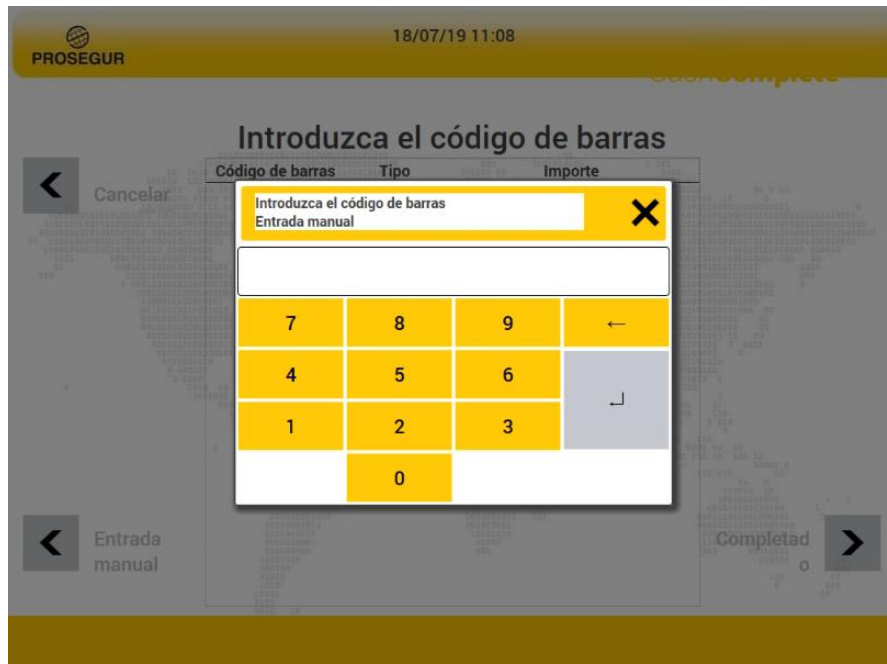 PROSEGUR
18/07/19 11:08
Introduzca el código de barras
Código de barras Tipo Importe
Cancelar
Introduzca el código de barras
Entrada manual
7 8 9 ←
4 5 6
1 2 3
0
Entrada
manual
Completad
o